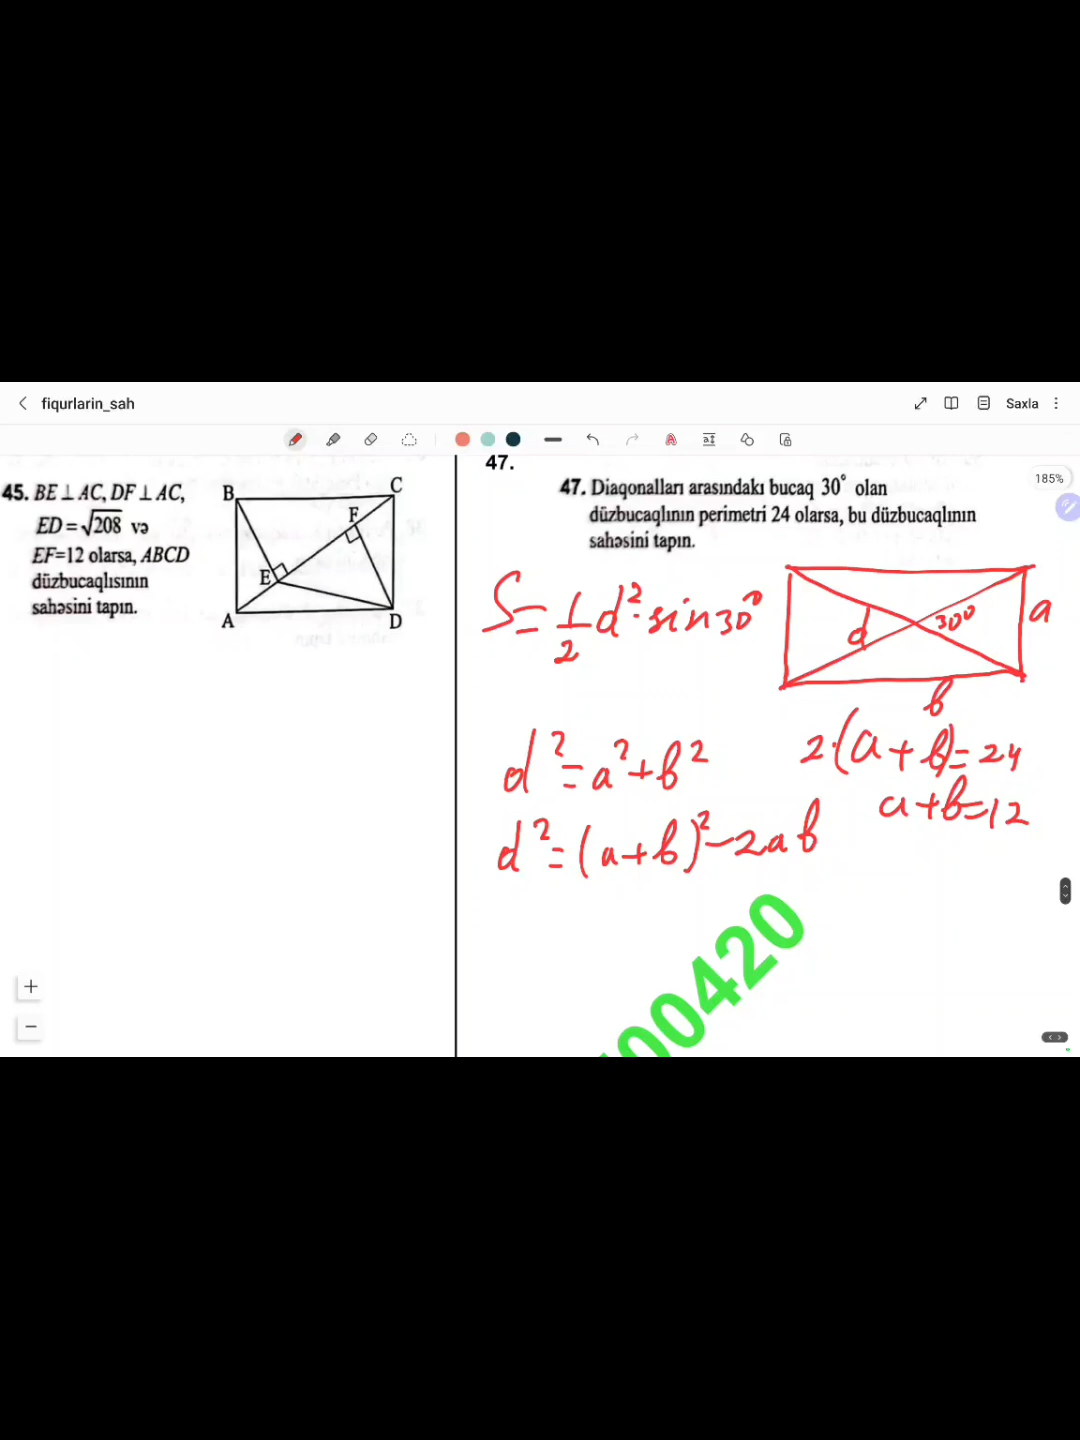 fiqurlarin_sah
Saxla
185%
45. BE ⊥ AC, DF ⊥ AC,
ED = √208 və
EF=12 olarsa, ABCD
düzbucaqlısının
sahəsini tapın.
B
C
F
E
A
D
47.
47. Diaqonalları arasındakı bucaq 30° olan
düzbucaqlının perimetri 24 olarsa, bu düzbucaqlının
sahəsini tapın.
S = 1/2 d² · sin30°
d
30°
a
b
d² = a² + b²
2·(a + b) = 24
a + b = 12
d² = (a + b)² - 2ab
00420